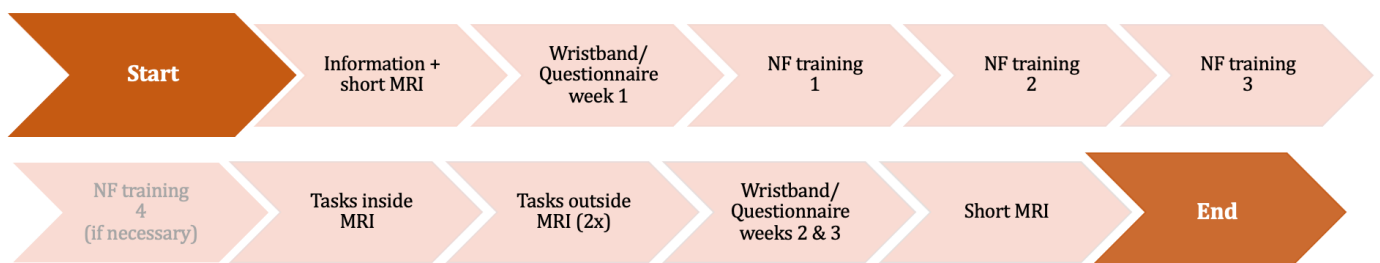 Start
Information +
short MRI
Wristband/
Questionnaire
week 1
NF training
1
NF training
2
NF training
3
NF training
4
(if necessary)
Tasks inside
MRI
Tasks outside
MRI (2x)
Wristband/
Questionnaire
weeks 2 & 3
Short MRI
End